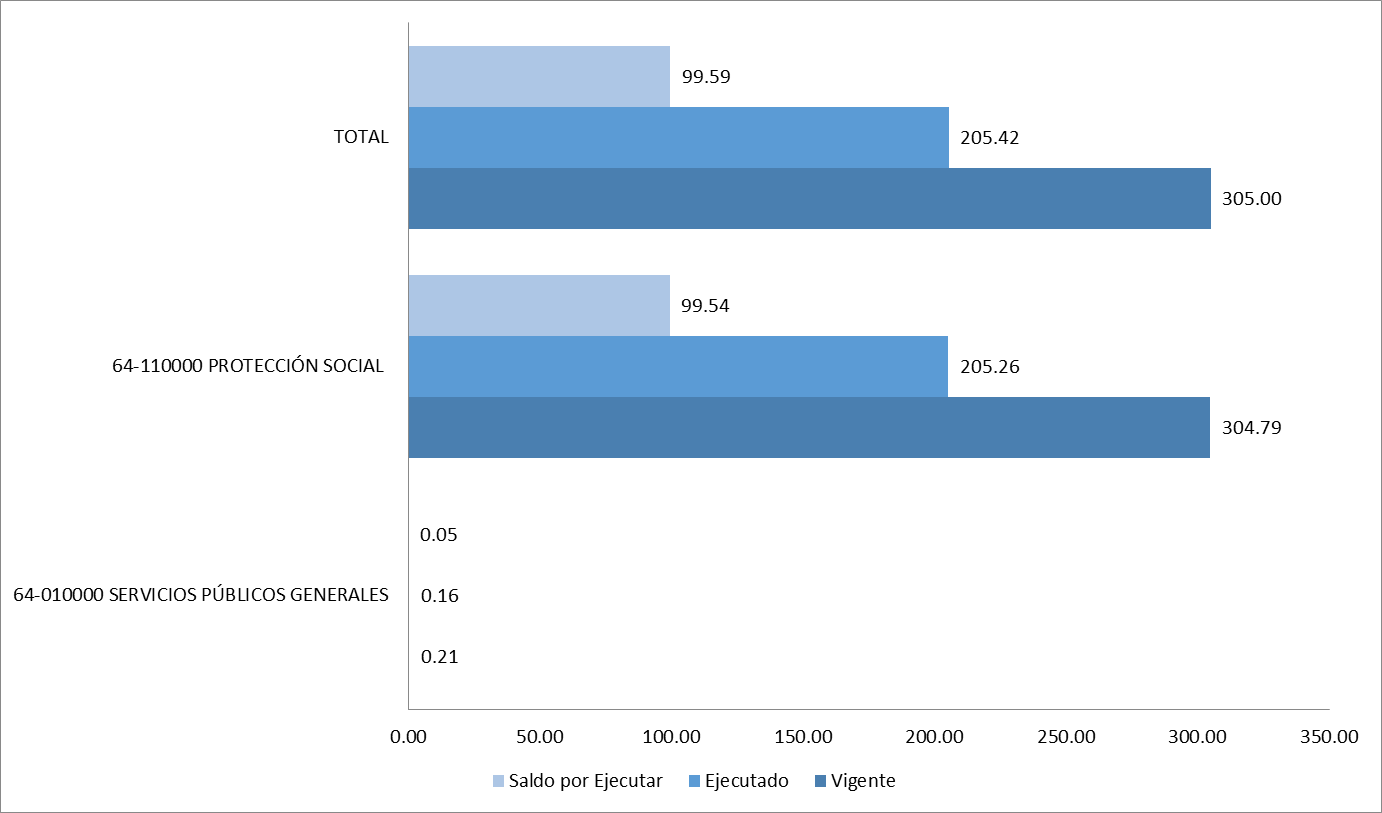 99.59
TOTAL
205.42
305.00
99.54
64-110000 PROTECCIÓN SOCIAL
205.26
304.79
0.05
64-010000 SERVICIOS PÚBLICOS GENERALES
0.16
0.21
0.00 50.00 100.00 150.00 200.00 250.00 300.00 350.00
Saldo por Ejecutar Ejecutado Vigente